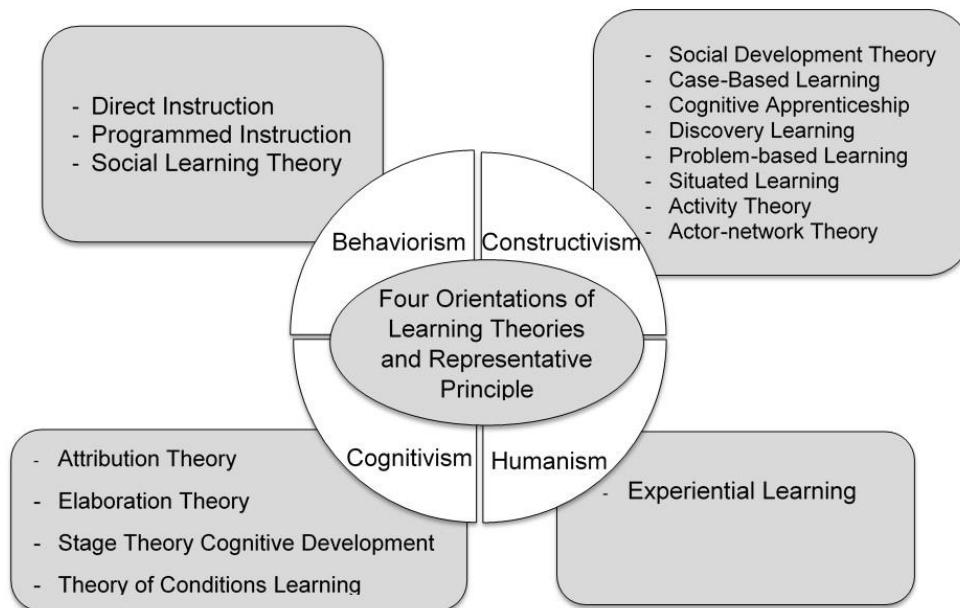 - Direct Instruction
- Programmed Instruction
- Social Learning Theory
- Social Development Theory
- Case-Based Learning
- Cognitive Apprenticeship
- Discovery Learning
- Problem-based Learning
- Situated Learning
- Activity Theory
- Actor-network Theory
Behaviorism
Constructivism
Four Orientations of
Learning Theories
and Representative
Principle
Cognitivism
Humanism
- Attribution Theory
- Elaboration Theory
- Stage Theory Cognitive Development
- Theory of Conditions Learning
- Experiential Learning